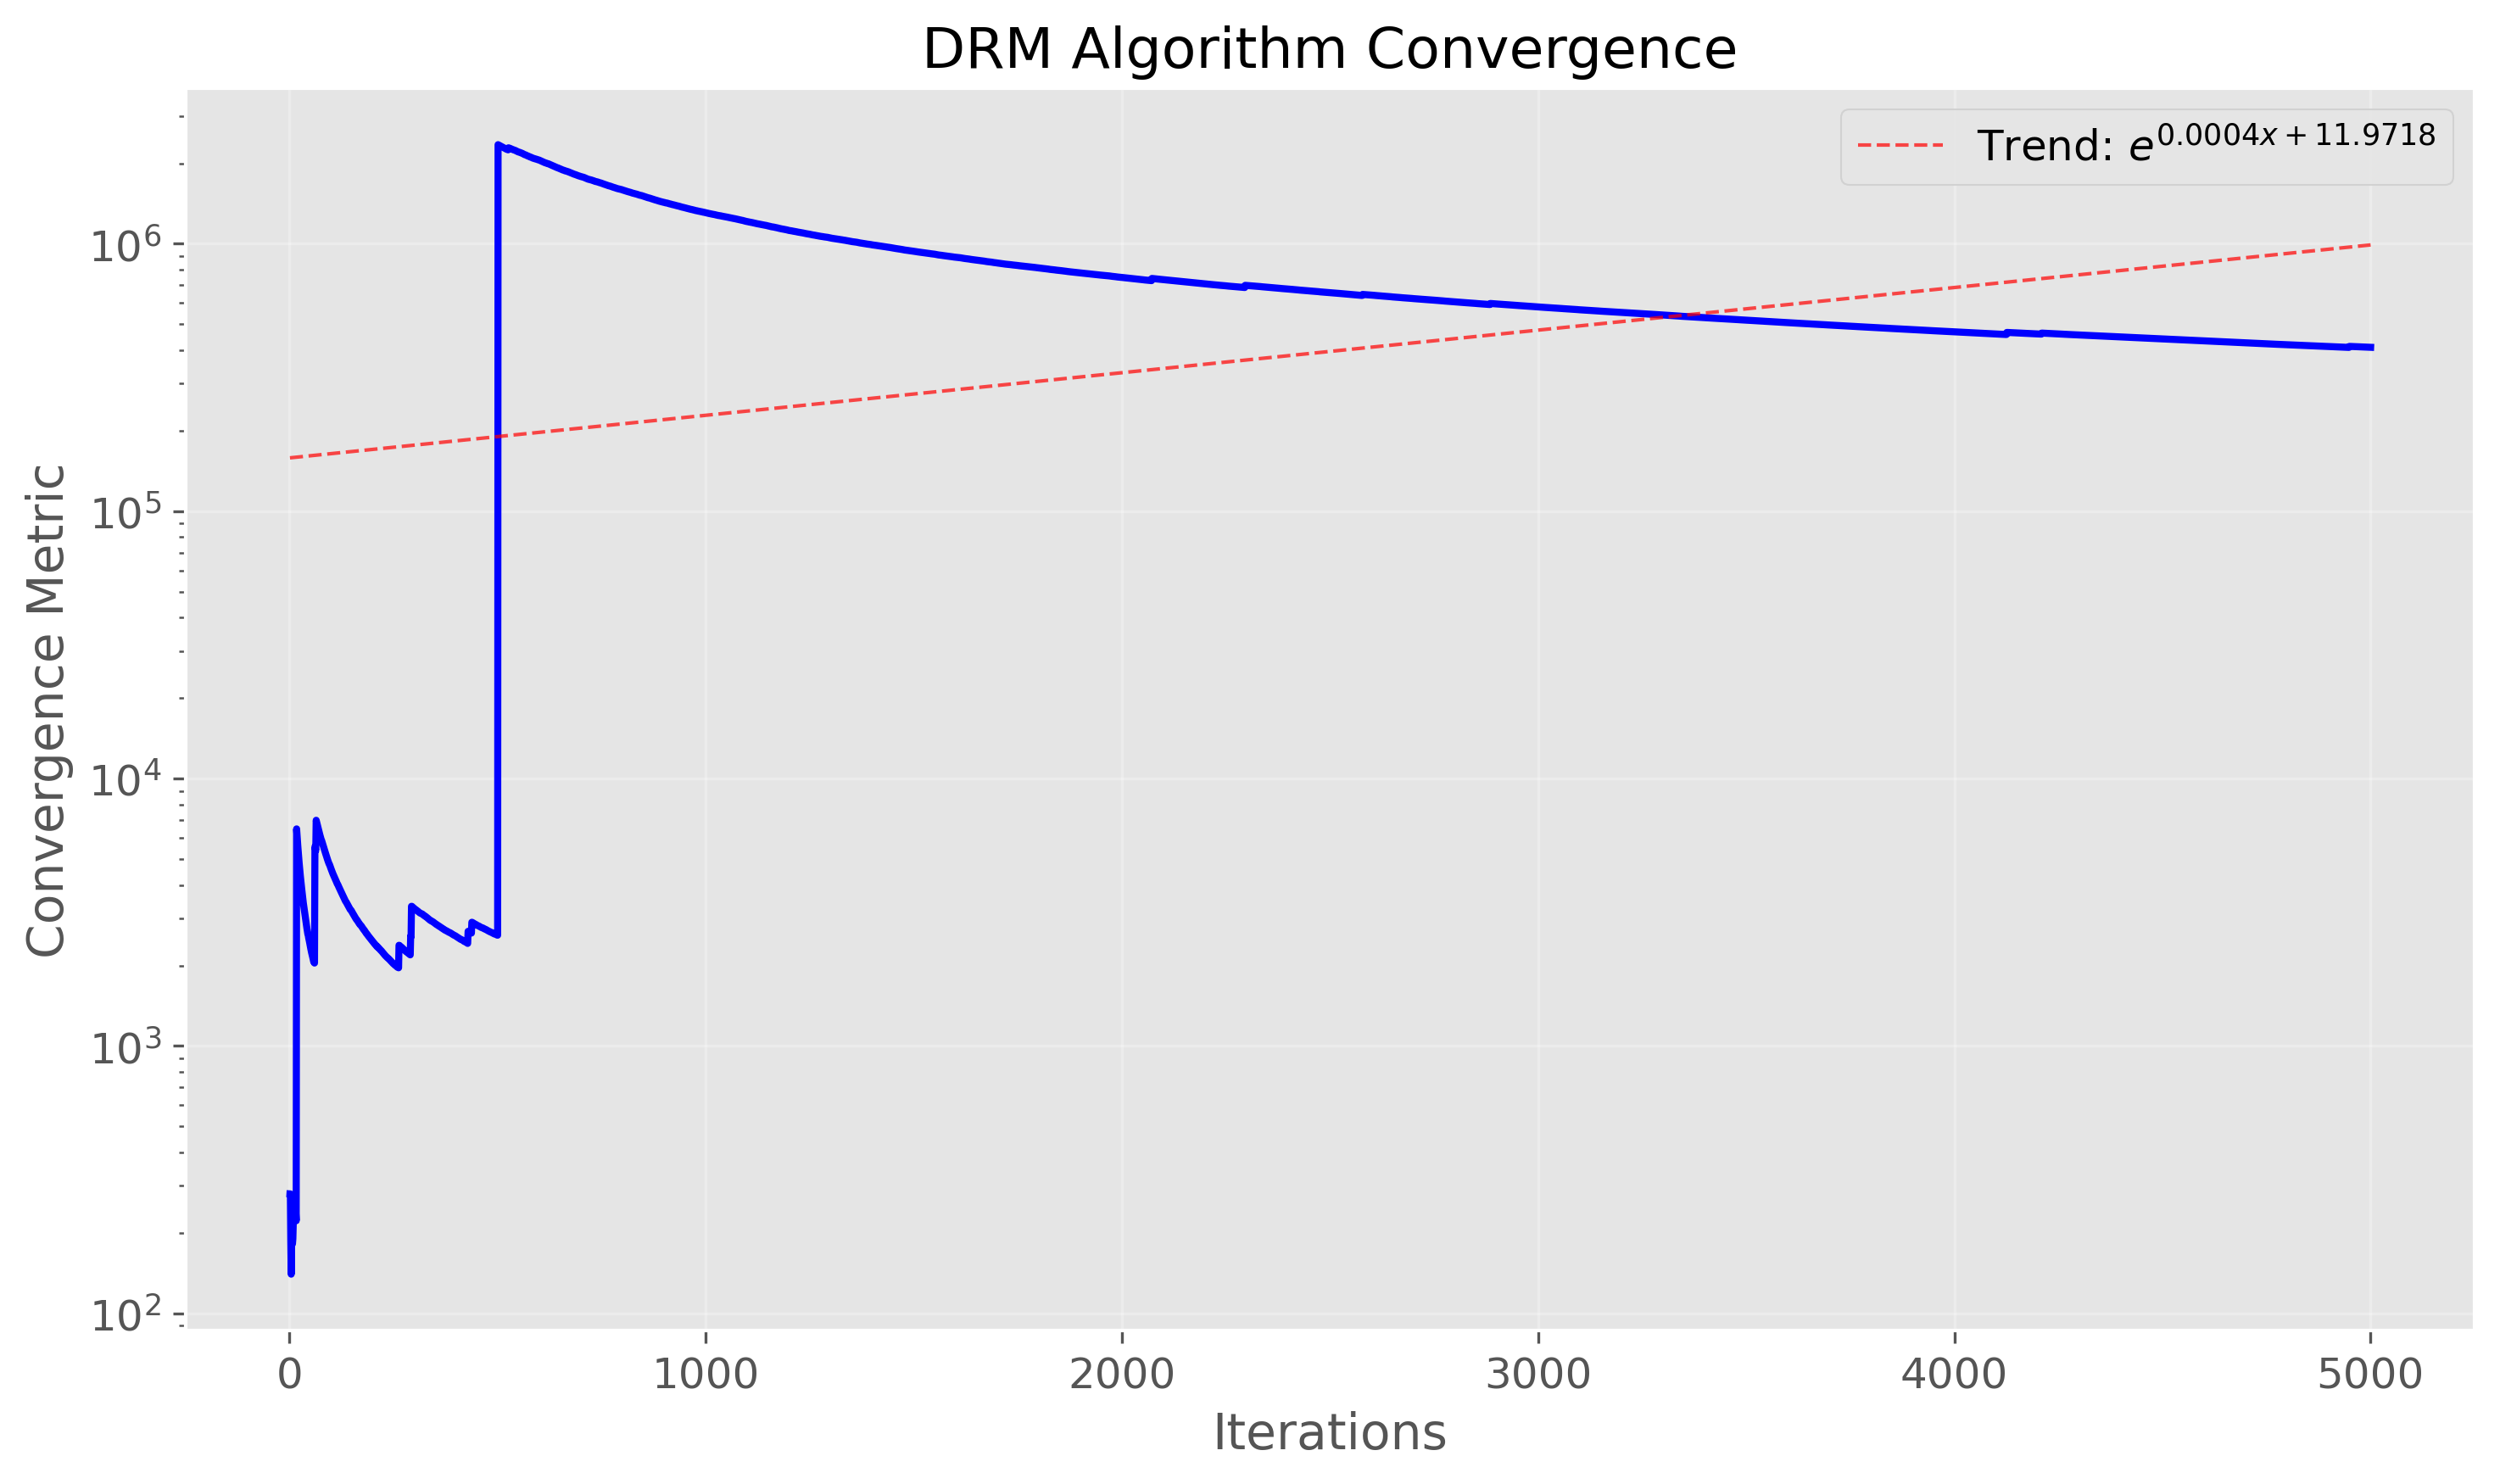 DRM Algorithm Convergence
Trend: $e^{0.0004x + 11.9718}$
Convergence Metric
10^6
10^5
10^4
10^3
10^2
0 1000 2000 3000 4000 5000
Iterations